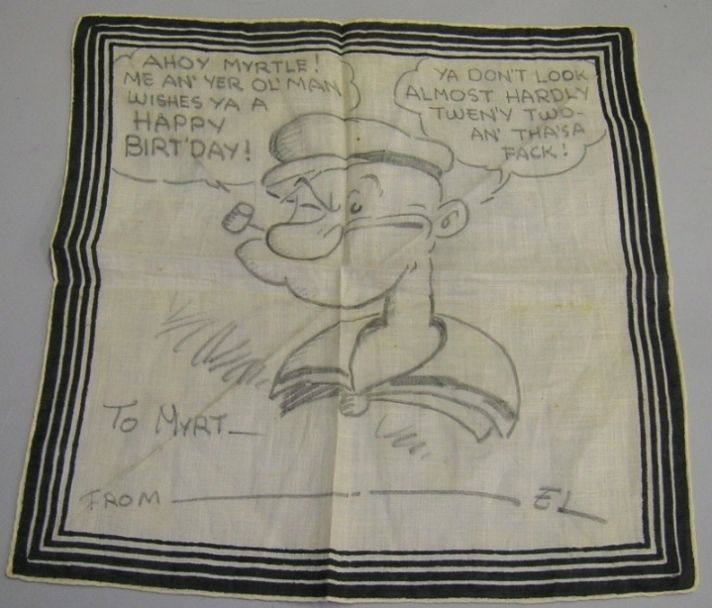 AHOY MYRTLE!
ME AN' YER OL' MAN
WISHES YA A
HAPPY
BIRT'DAY!
YA DON'T LOOK
ALMOST HARDLY
TWEN'Y TWO-
AN' THA'SA
FACK!
TO MYRT—
FROM — EL